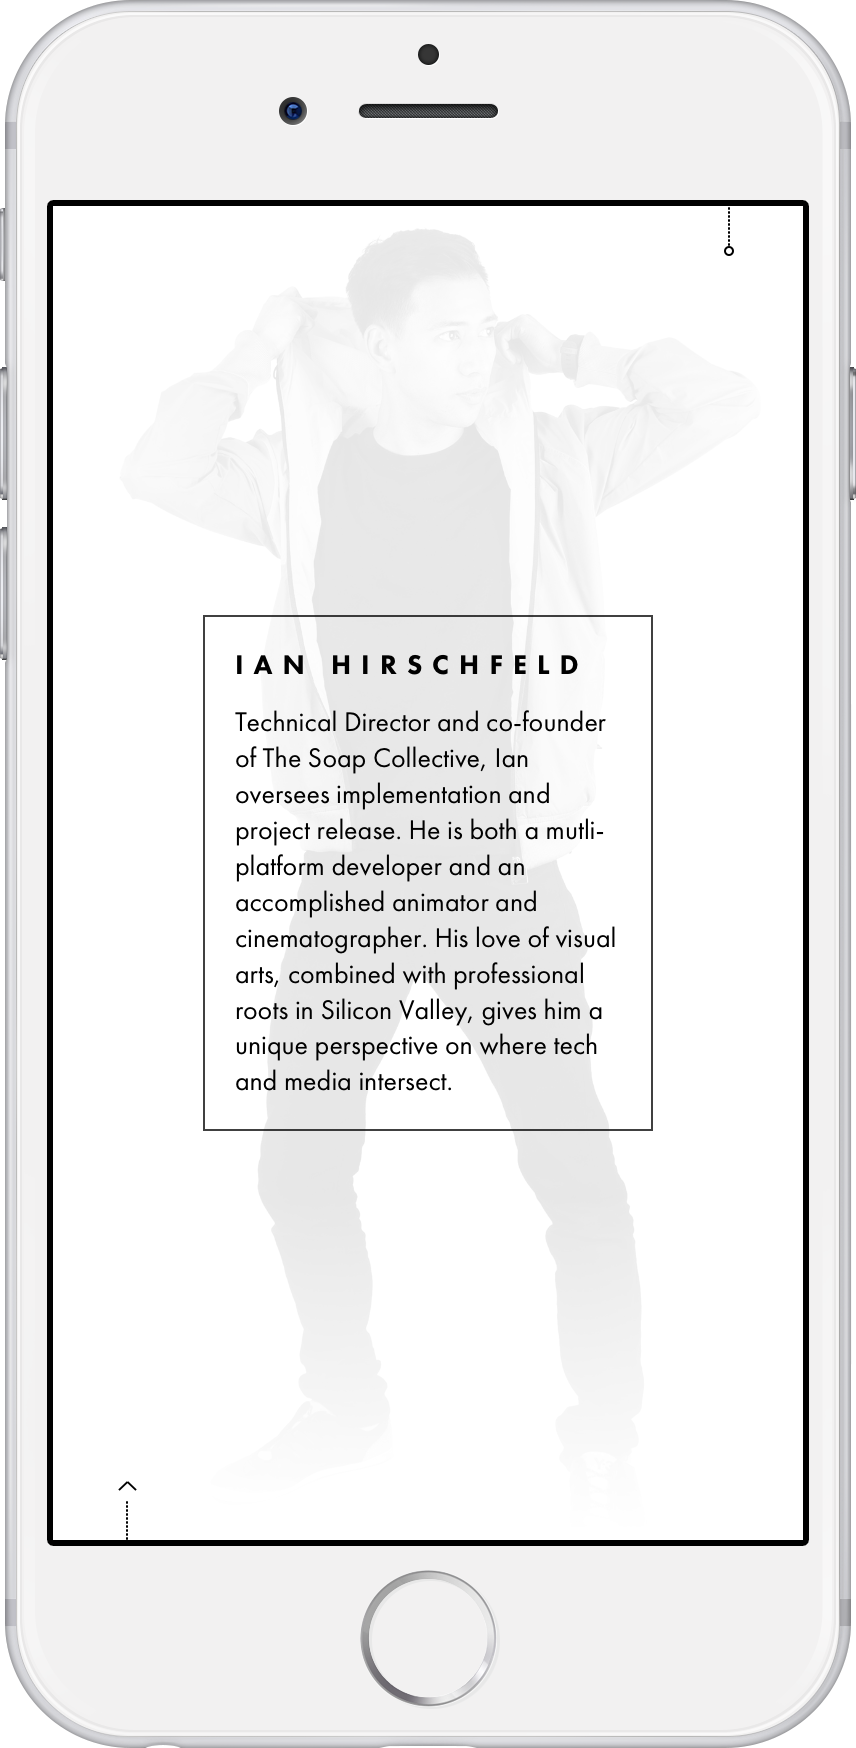 IAN HIRSCHFELD
Technical Director and co-founder
of The Soap Collective, Ian
oversees implementation and
project release. He is both a mutli-
platform developer and an
accomplished animator and
cinematographer. His love of visual
arts, combined with professional
roots in Silicon Valley, gives him a
unique perspective on where tech
and media intersect.